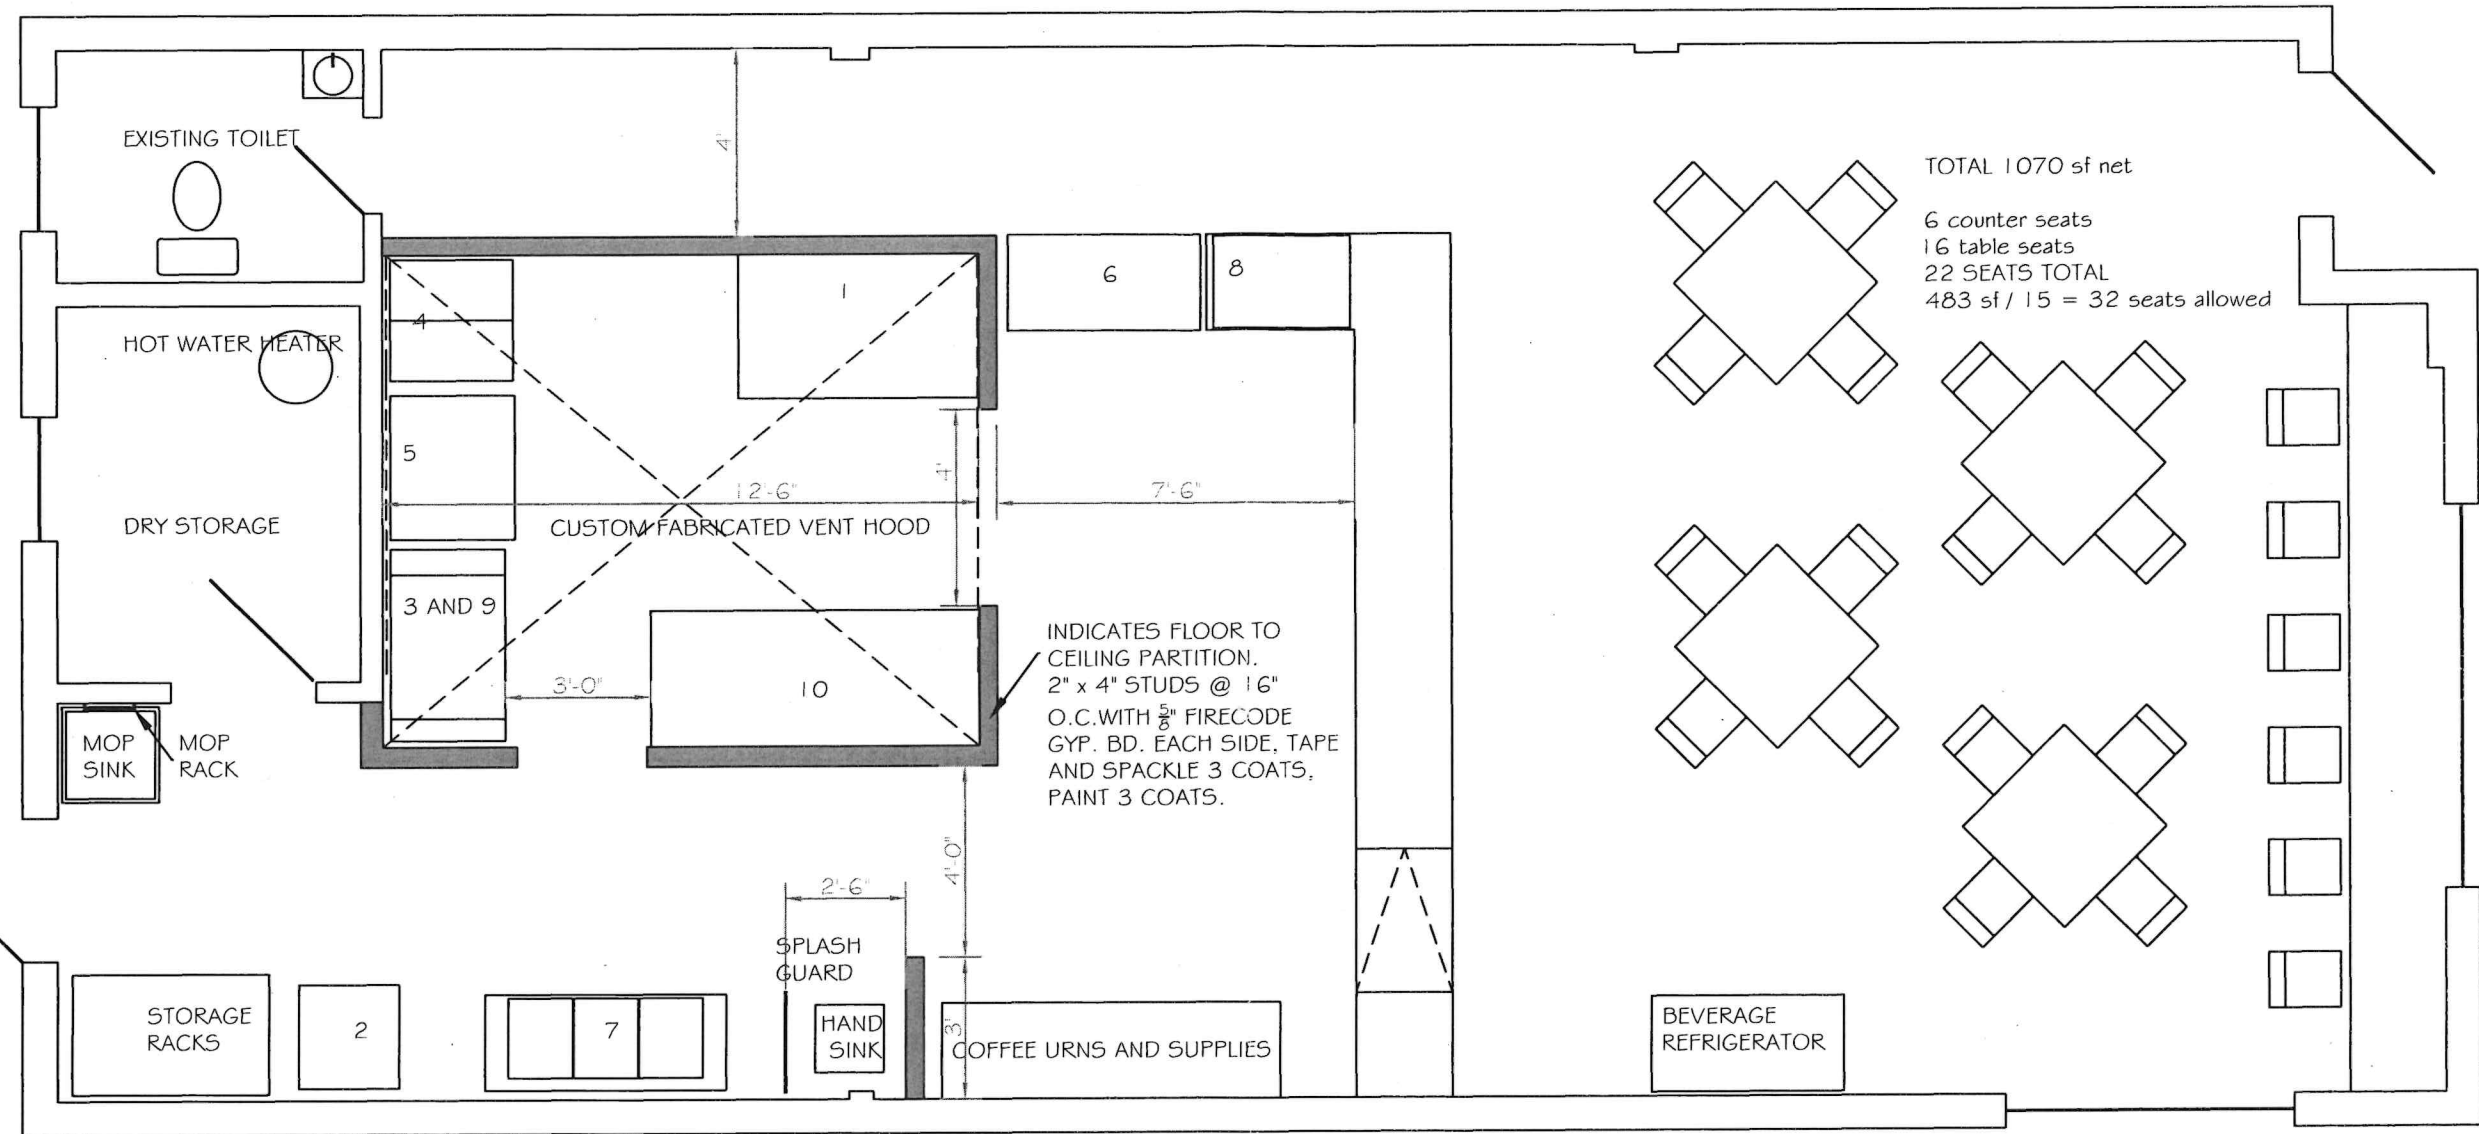 EXISTING TOILET
4'
TOTAL 1070 sf net
6 counter seats
16 table seats
22 SEATS TOTAL
483 sf / 15 = 32 seats allowed
6
8
1
4
HOT WATER HEATER
5
4'
12'-6"
7'-6"
DRY STORAGE
CUSTOM FABRICATED VENT HOOD
3 AND 9
3'-0"
10
INDICATES FLOOR TO
CEILING PARTITION.
2" x 4" STUDS @ 16"
O.C.WITH 5/8" FIRECODE
GYP. BD. EACH SIDE, TAPE
AND SPACKLE 3 COATS,
PAINT 3 COATS.
MOP
SINK
MOP
RACK
4'-0"
2'-6"
SPLASH
GUARD
STORAGE
RACKS
2
7
HAND
SINK
3'
COFFEE URNS AND SUPPLIES
BEVERAGE
REFRIGERATOR